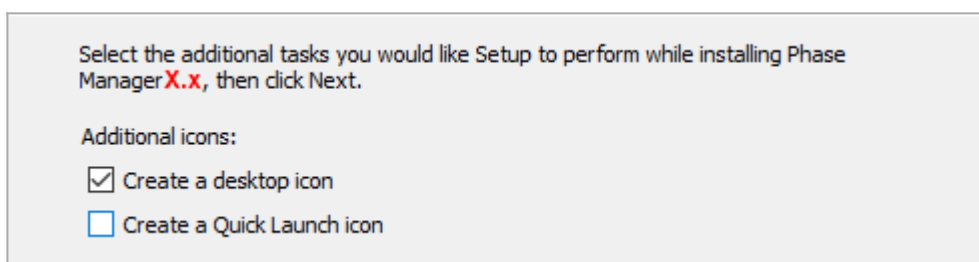 Select the additional tasks you would like Setup to perform while installing Phase
Manager X.x, then click Next.
Additional icons:
Create a desktop icon
Create a Quick Launch icon